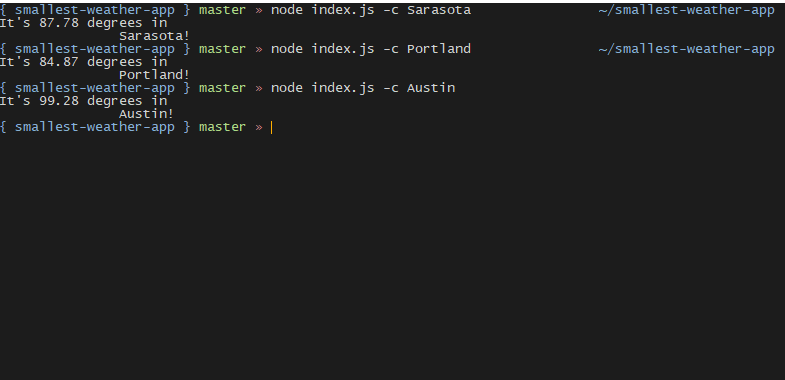 { smallest-weather-app } master » node index.js -c Sarasota ~/smallest-weather-app
It's 87.78 degrees in
Sarasota!
{ smallest-weather-app } master » node index.js -c Portland ~/smallest-weather-app
It's 84.87 degrees in
Portland!
{ smallest-weather-app } master » node index.js -c Austin
It's 99.28 degrees in
Austin!
{ smallest-weather-app } master »